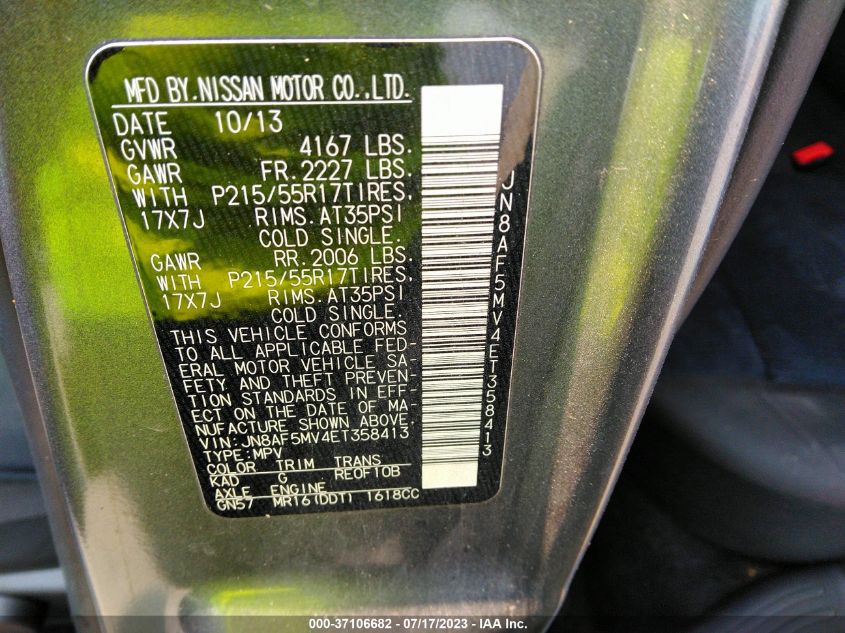 MFD BY.NISSAN MOTOR CO.,LTD.
DATE 10/13
GVWR 4167 LBS.
GAWR FR.2227 LBS.
WITH P215/55R17TIRES.
17X7J RIMS.AT35PSI
COLD SINGLE.
GAWR RR.2006 LBS.
WITH P215/55R17TIRES.
17X7J RIMS.AT35PSI
COLD SINGLE.
THIS VEHICLE CONFORMS
TO ALL APPLICABLE FED-
ERAL MOTOR VEHICLE SA-
FETY AND THEFT PREVEN-
TION STANDARDS IN EFF-
ECT ON THE DATE OF MA-
NUFACTURE SHOWN ABOVE.
VIN:JN8AF5MV4ET358413
TYPE:MPV
COLOR TRIM TRANS
KAD G RE0F10B
AXLE ENGINE
GN57 MR16(DDT) 1618CC
JN8AF5MV4ET358413
000-37106682 - 07/17/2023 - IAA